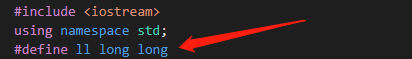 #include <iostream>
using namespace std;
#define ll long long